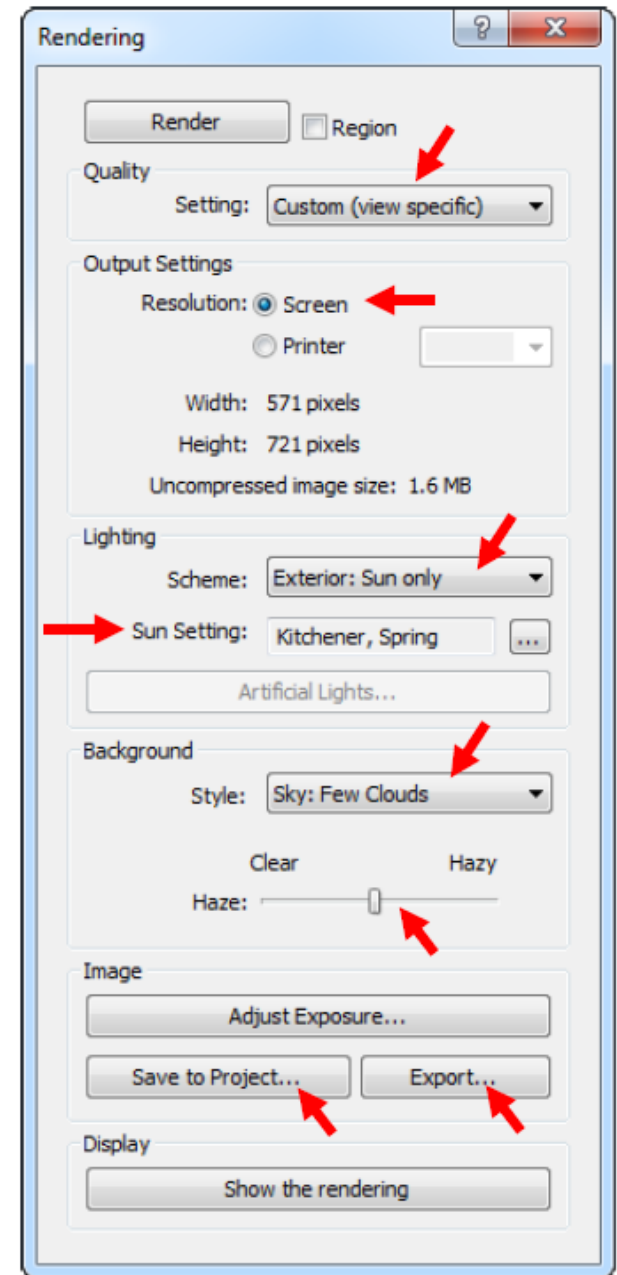 Rendering
Render Region
Quality
Setting: Custom (view specific)
Output Settings
Resolution: Screen
Printer
Width: 571 pixels
Height: 721 pixels
Uncompressed image size: 1.6 MB
Lighting
Scheme: Exterior: Sun only
Sun Setting: Kitchener, Spring ...
Artificial Lights...
Background
Style: Sky: Few Clouds
Clear Hazy
Haze:
Image
Adjust Exposure...
Save to Project... Export...
Display
Show the rendering